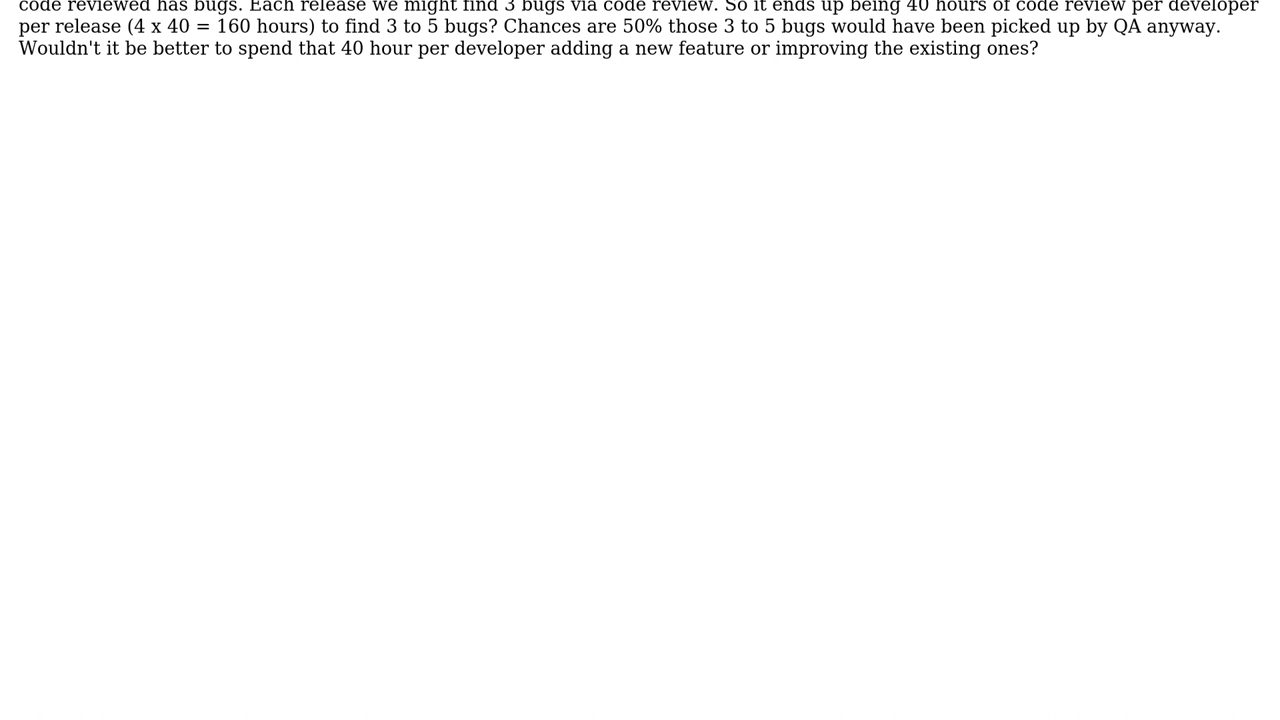 code reviewed has bugs. Each release we might find 3 bugs via code review. So it ends up being 40 hours of code review per developer
per release (4 x 40 = 160 hours) to find 3 to 5 bugs? Chances are 50% those 3 to 5 bugs would have been picked up by QA anyway.
Wouldn't it be better to spend that 40 hour per developer adding a new feature or improving the existing ones?